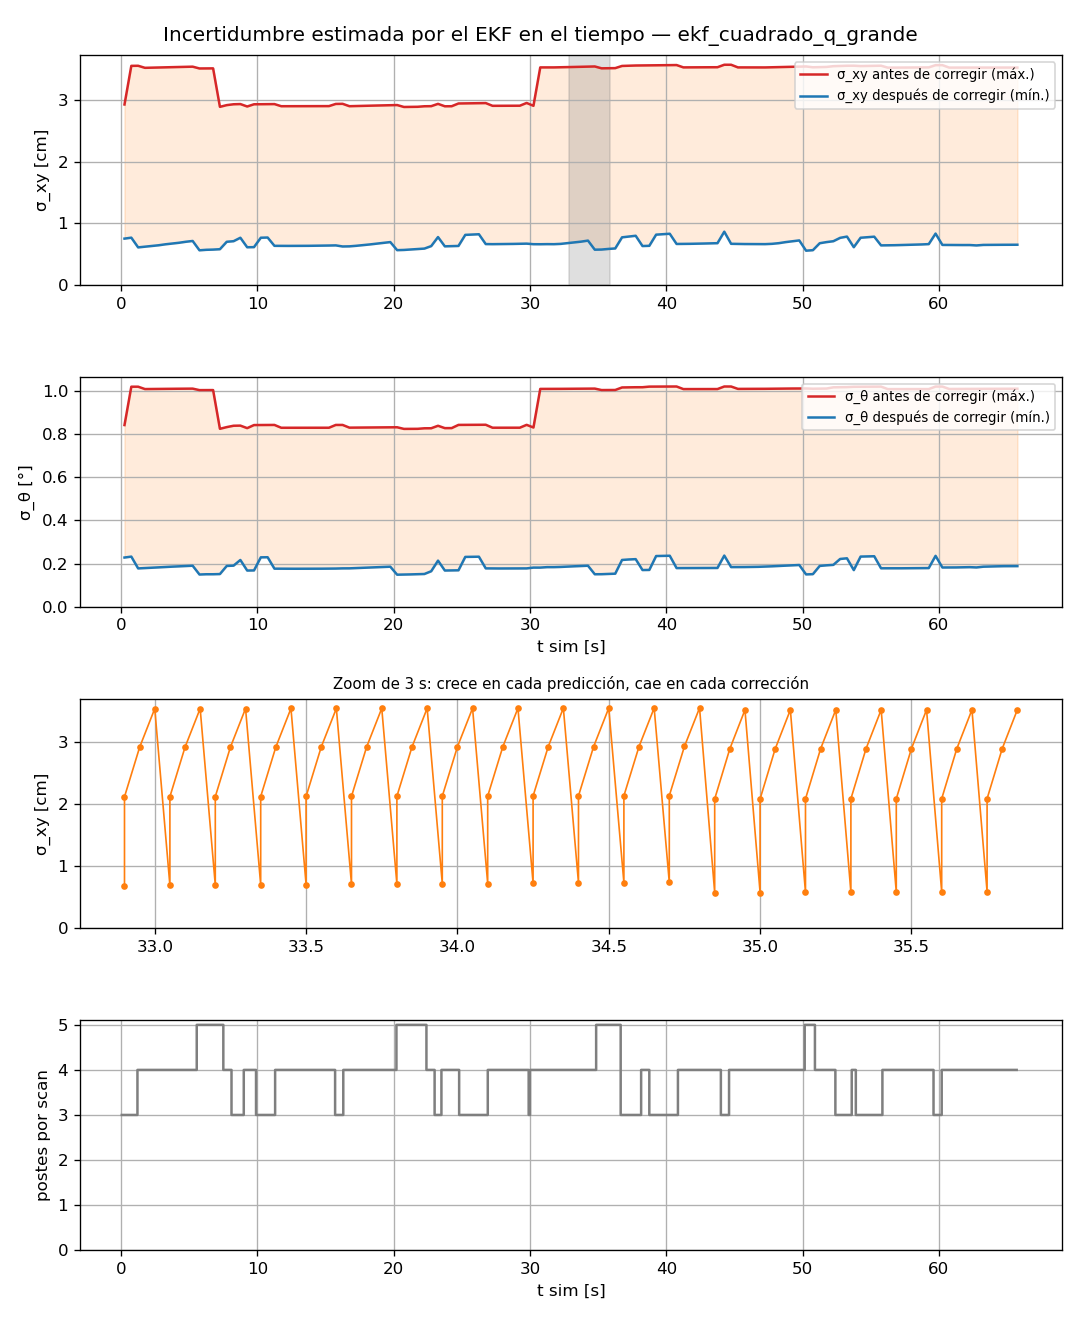 Incertidumbre estimada por el EKF en el tiempo — ekf_cuadrado_q_grande
σ_xy antes de corregir (máx.)
σ_xy después de corregir (mín.)
σ_xy [cm]
3
2
1
0
0 10 20 30 40 50 60
σ_θ antes de corregir (máx.)
σ_θ después de corregir (mín.)
σ_θ [°]
1.0
0.8
0.6
0.4
0.2
0.0
0 10 20 30 40 50 60
t sim [s]
Zoom de 3 s: crece en cada predicción, cae en cada corrección
σ_xy [cm]
3
2
1
0
33.0 33.5 34.0 34.5 35.0 35.5
postes por scan
5
4
3
2
1
0
0 10 20 30 40 50 60
t sim [s]